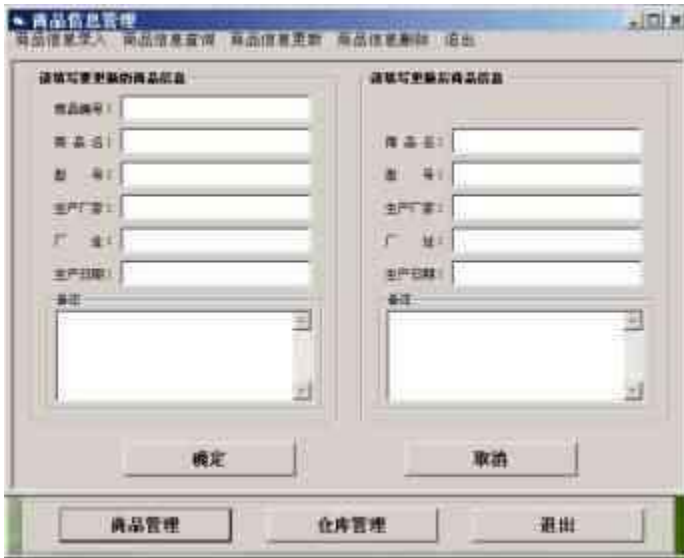 商品信息管理
商品信息录入 商品信息查询 商品信息更新 商品信息删除 退出
请填写要更新的商品信息
商品编号：
商 品 名：
型 号：
生产厂家：
厂 址：
生产日期：
备注
请填写更新后商品信息
商 品 名：
型 号：
生产厂家：
厂 址：
生产日期：
备注
确定 取消
商品管理 仓库管理 退出